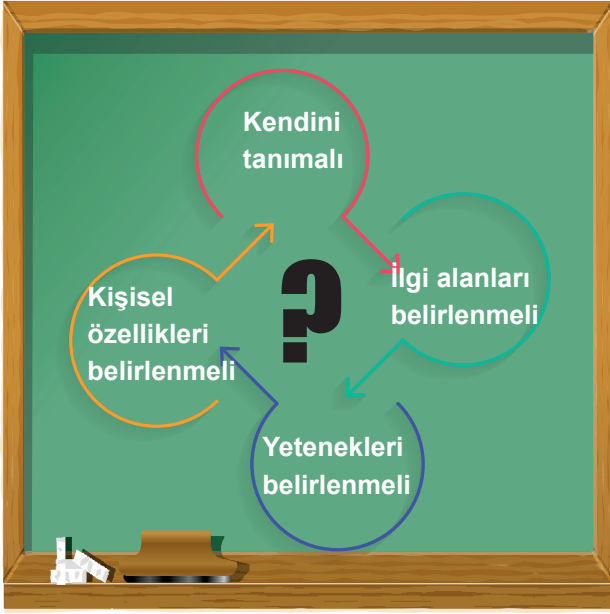 Kendini
tanımalı
İlgi alanları
belirlenmeli
?
Yetenekleri
belirlenmeli
Kişisel
özellikleri
belirlenmeli